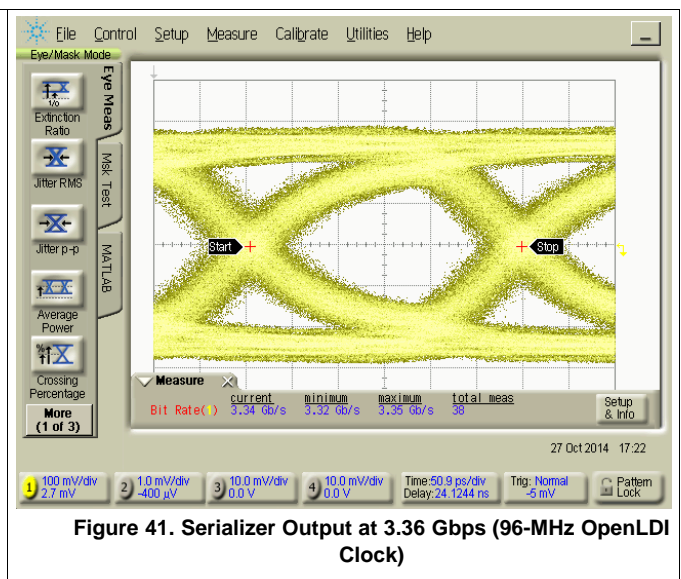 File Control Setup Measure Calibrate Utilities Help
Eye/Mask Mode
Extinction
Ratio
Jitter RMS
Jitter p-p
Average
Power
Crossing
Percentage
More
(1 of 3)
Eye Meas
Msk Test
MATLAB
Start
Stop
Measure
current minimum maximum total meas
Bit Rate(1) 3.34 Gb/s 3.32 Gb/s 3.35 Gb/s 38
Setup
& Info
27 Oct 2014 17:22
1 100 mV/div
2.7 mV
2 1.0 mV/div
-400 µV
3 10.0 mV/div
0.0 V
4 10.0 mV/div
0.0 V
Time:50.9 ps/div
Delay:24.1244 ns
Trig: Normal
-5 mV
Pattern
Lock
Figure 41. Serializer Output at 3.36 Gbps (96-MHz OpenLDI
Clock)